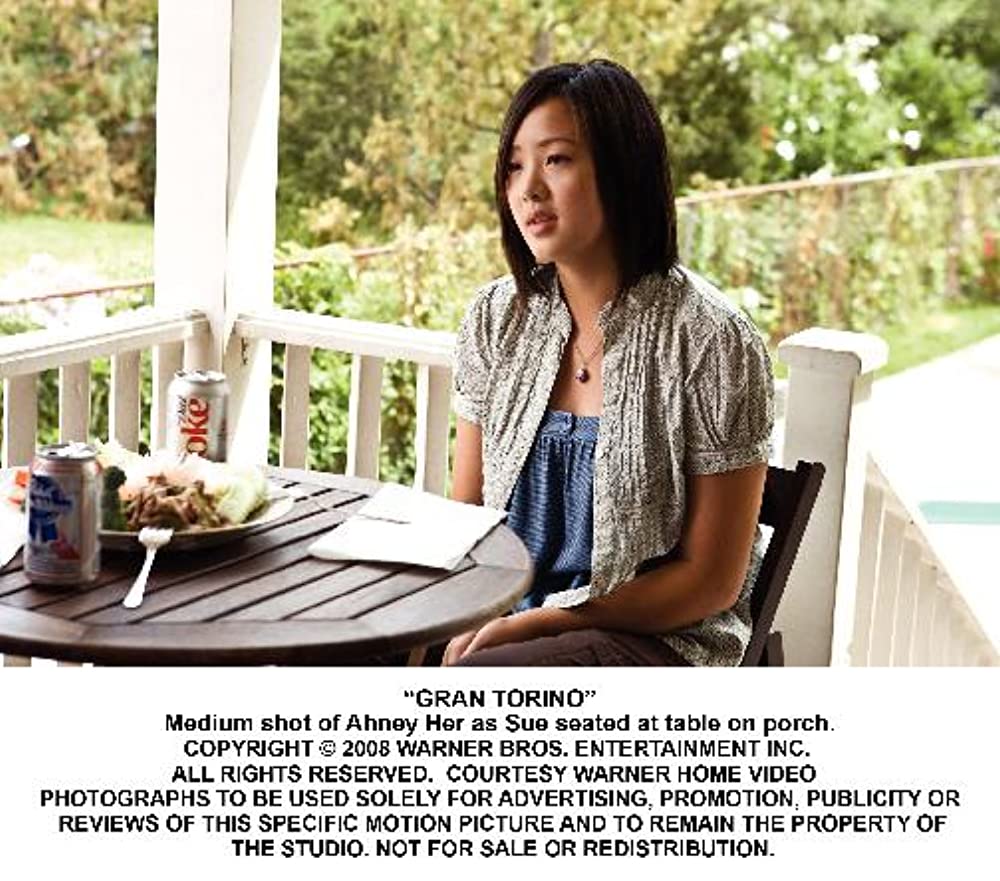 Diet
Coke
“GRAN TORINO”
Medium shot of Ahney Her as Sue seated at table on porch.
COPYRIGHT © 2008 WARNER BROS. ENTERTAINMENT INC.
ALL RIGHTS RESERVED.  COURTESY WARNER HOME VIDEO
PHOTOGRAPHS TO BE USED SOLELY FOR ADVERTISING, PROMOTION, PUBLICITY OR
REVIEWS OF THIS SPECIFIC MOTION PICTURE AND TO REMAIN THE PROPERTY OF
THE STUDIO. NOT FOR SALE OR REDISTRIBUTION.